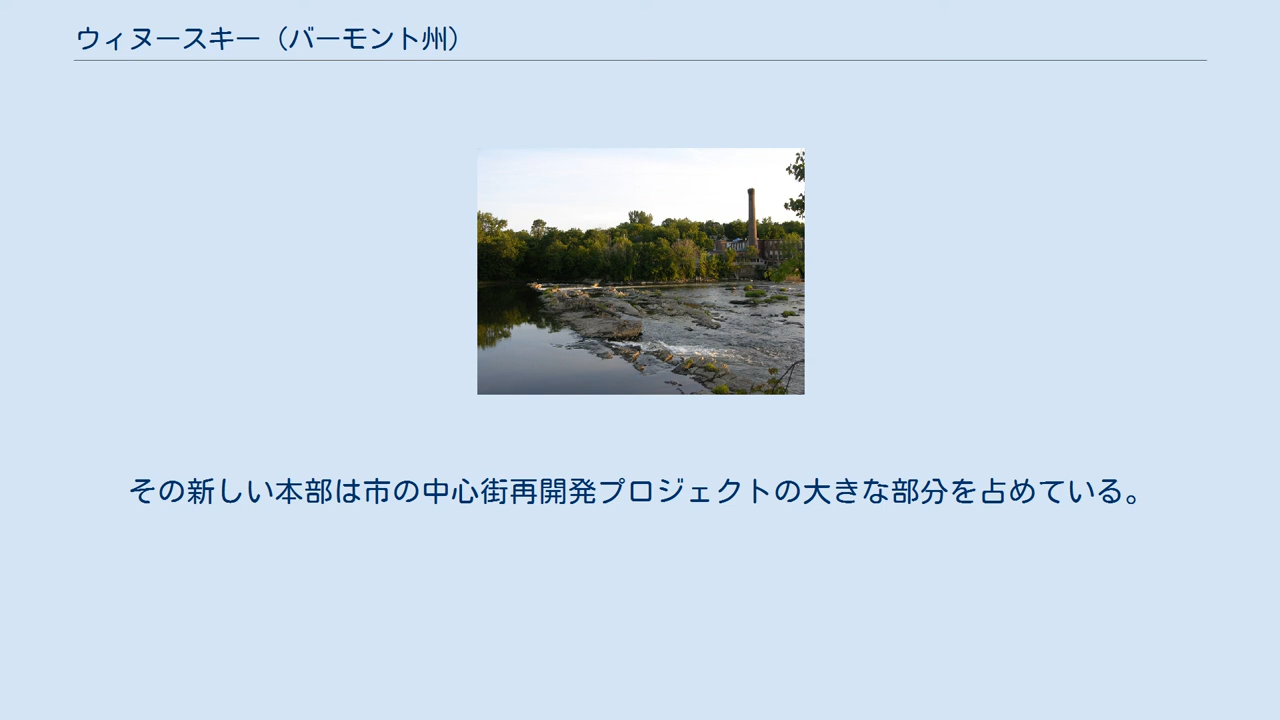 ウィヌースキー（バーモント州）
その新しい本部は市の中心街再開発プロジェクトの大きな部分を占めている。